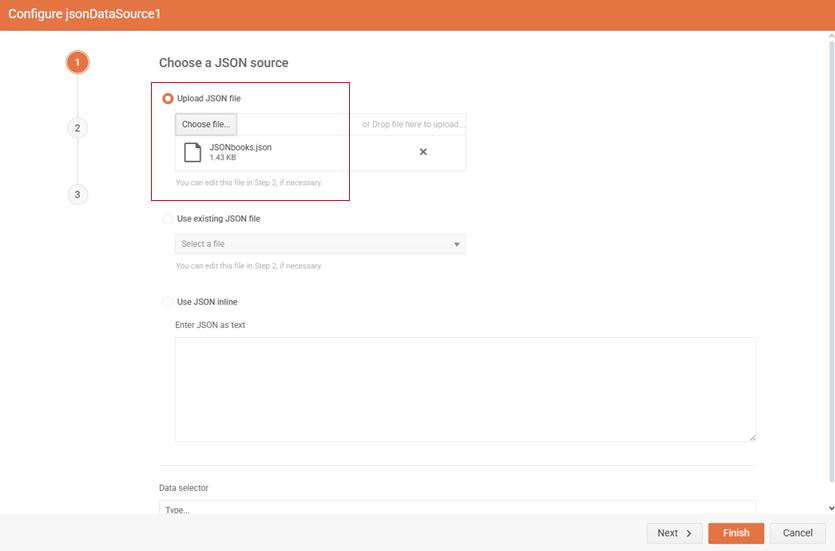 Configure jsonDataSource1
1
Choose a JSON source
Upload JSON file
Choose file... or Drop file here to upload...
2
JSONbooks.json
1.43 KB
You can edit this file in Step 2, if necessary.
3
Use existing JSON file
Select a file
You can edit this file in Step 2, if necessary.
Use JSON inline
Enter JSON as text
Data selector
Type...
Next Finish Cancel